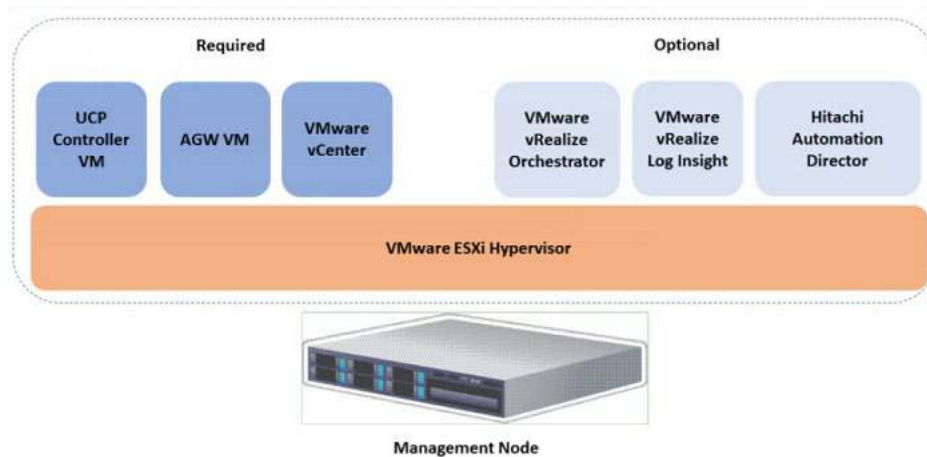 Required
Optional
UCP
Controller
VM
AGW VM
VMware
vCenter
VMware
vRealize
Orchestrator
VMware
vRealize
Log Insight
Hitachi
Automation
Director
VMware ESXi Hypervisor
Management Node